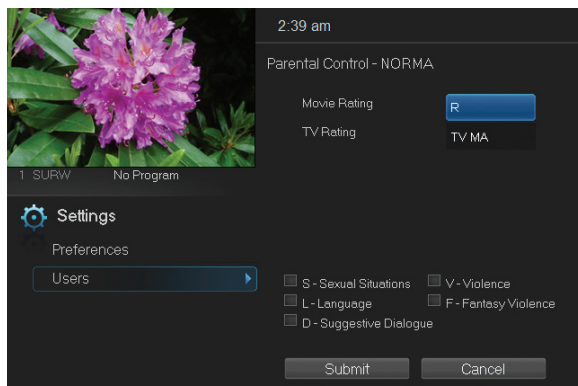 2:39 am
Parental Control - NORMA
Movie Rating R
TV Rating TV MA
1 SURW No Program
Settings
Preferences
Users
S - Sexual Situations V - Violence
L - Language F - Fantasy Violence
D - Suggestive Dialogue
Submit Cancel